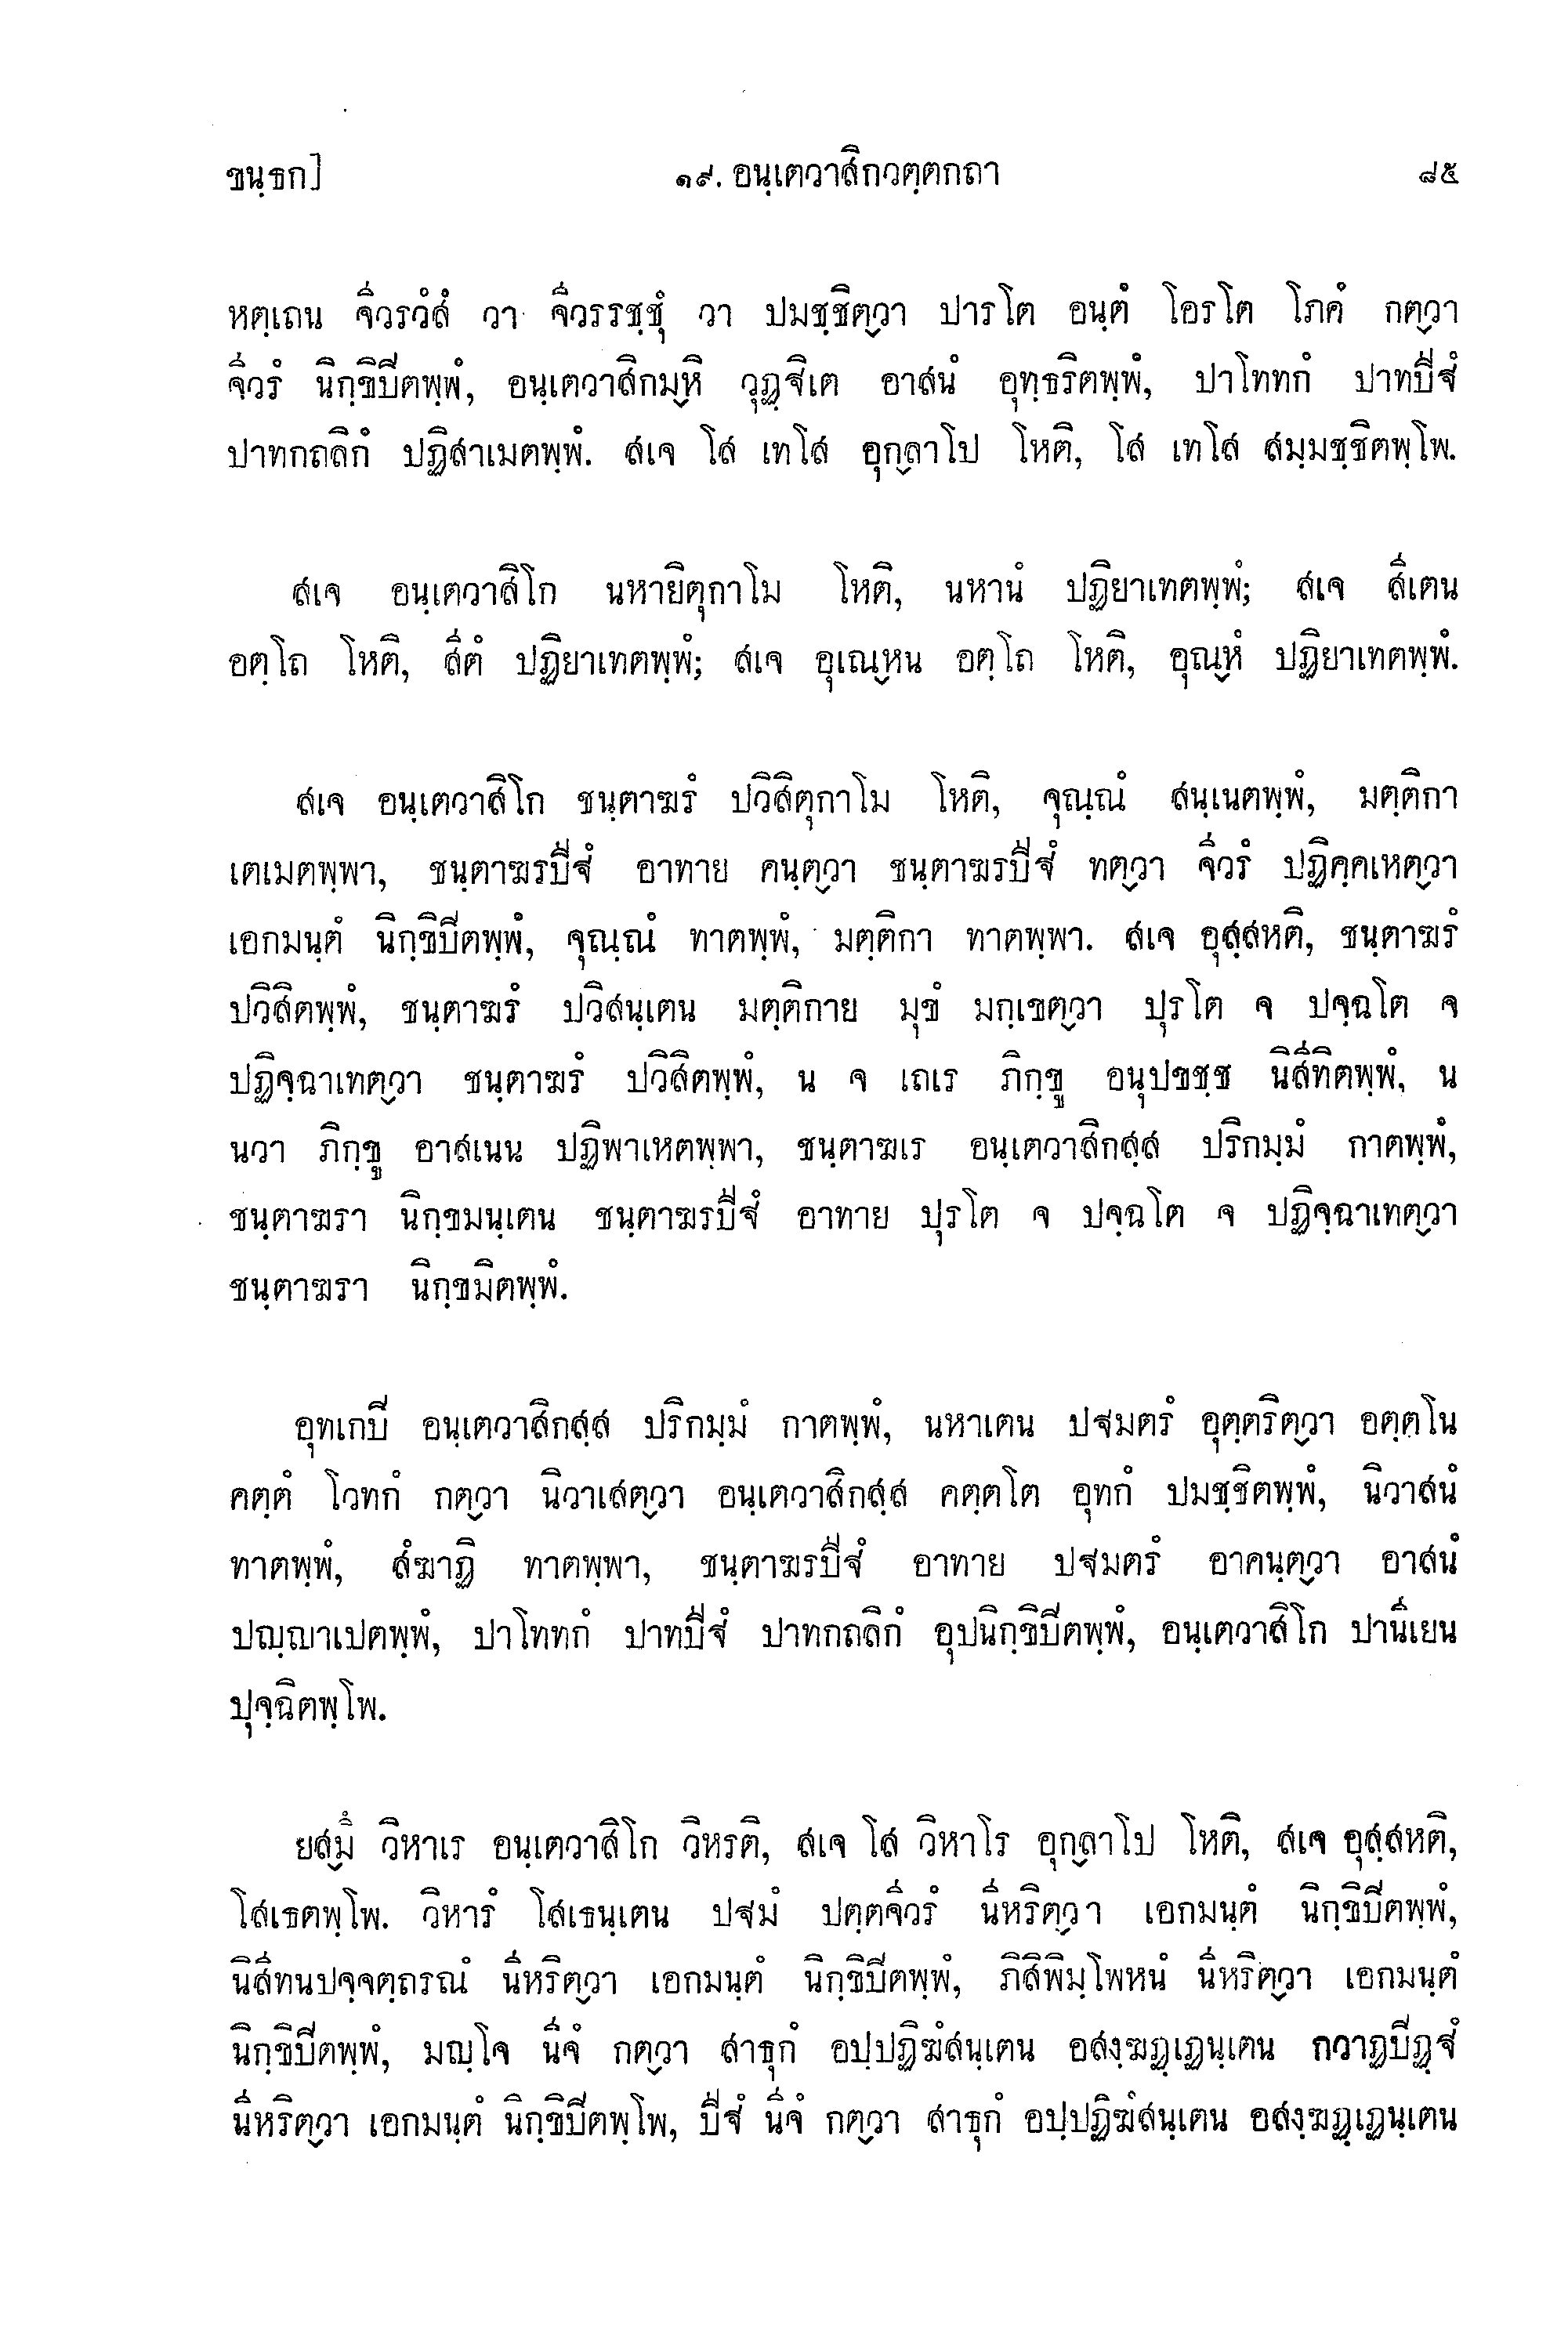 ขนฺธก]
๑๙. อนฺเตวาสิกวตฺตกถา
๘๕
หตฺเถน จีวรวํสํ วา จีวรรชฺชุํ วา ปมชฺชิตฺวา ปารโต อนฺตํ โอรโต โภคํ กตฺวา
จีวรํ นิกฺขิปิตพฺพํ, อนฺเตวาสิกมฺหิ วุฏฺฐิเต อาสนํ อุทฺธริตพฺพํ, ปาโททกํ ปาทปีฐํ
ปาทกถลิกํ ปฏิสาเมตพฺพํ. สเจ โส เทโส อุกฺลาโป โหติ, โส เทโส สมฺมชฺชิตพฺโพ.
สเจ อนฺเตวาสิโก นหายิตุกาโม โหติ, นหานํ ปฏิยาเทตพฺพํ; สเจ สีเตน
อตฺโถ โหติ, สีตํ ปฏิยาเทตพฺพํ; สเจ อุเณฺหน อตฺโถ โหติ, อุณฺหํ ปฏิยาเทตพฺพํ.
สเจ อนฺเตวาสิโก ชนฺตาฆรํ ปวิสิตุกาโม โหติ, จุณฺณํ สนฺเนตพฺพํ, มตฺติกา
เตเมตพฺพา, ชนฺตาฆรปีฐํ อาทาย คนฺตฺวา ชนฺตาฆรปีฐํ ทตฺวา จีวรํ ปฏิคฺคเหตฺวา
เอกมนฺตํ นิกฺขิปิตพฺพํ, จุณฺณํ ทาตพฺพํ, มตฺติกา ทาตพฺพา. สเจ อุสฺสหติ, ชนฺตาฆรํ
ปวิสิตพฺพํ, ชนฺตาฆรํ ปวิสนฺเตน มตฺติกาย มุขํ มกฺเขตฺวา ปุรโต จ ปจฺฉโต จ
ปฏิจฺฉาเทตฺวา ชนฺตาฆรํ ปวิสิตพฺพํ, น จ เถเร ภิกฺขู อนุปขชฺช นิสีทิตพฺพํ, น
นวา ภิกฺขู อาสเนน ปฏิพาเหตพฺพา, ชนฺตาฆเร อนฺเตวาสิกสฺส ปริกมฺมํ กาตพฺพํ,
ชนฺตาฆรา นิกฺขมนฺเตน ชนฺตาฆรปีฐํ อาทาย ปุรโต จ ปจฺฉโต จ ปฏิจฺฉาเทตฺวา
ชนฺตาฆรา นิกฺขมิตพฺพํ.
อุทเกปิ อนฺเตวาสิกสฺส ปริกมฺมํ กาตพฺพํ, นหาเตน ปฐมตรํ อุตฺตริตฺวา อตฺตโน
คตฺตํ โวทกํ กตฺวา นิวาเสตฺวา อนฺเตวาสิกสฺส คตฺตโต อุทกํ ปมชฺชิตพฺพํ, นิวาสนํ
ทาตพฺพํ, สํฆาฏิ ทาตพฺพา, ชนฺตาฆรปีฐํ อาทาย ปฐมตรํ อาคนฺตฺวา อาสนํ
ปญฺญาเปตพฺพํ, ปาโททกํ ปาทปีฐํ ปาทกถลิกํ อุปนิกฺขิปิตพฺพํ, อนฺเตวาสิโก ปานีเยน
ปุจฺฉิตพฺโพ.
ยสฺมึ วิหาเร อนฺเตวาสิโก วิหรติ, สเจ โส วิหาโร อุกฺลาโป โหติ, สเจ อุสฺสหติ,
โสเธตพฺโพ. วิหารํ โสเธนฺเตน ปฐมํ ปตฺตจีวรํ นีหริตฺวา เอกมนฺตํ นิกฺขิปิตพฺพํ,
นิสีทนปจฺจตฺถรณํ นีหริตฺวา เอกมนฺตํ นิกฺขิปิตพฺพํ, ภิสิพิมฺโพหนํ นีหริตฺวา เอกมนฺตํ
นิกฺขิปิตพฺพํ, มญฺโจ นีจํ กตฺวา สาธุกํ อปฺปฏิฆํสนฺเตน อสงฺฆฏฺเฏนฺเตน กวาฏปิฏฺฐํ
นีหริตฺวา เอกมนฺตํ นิกฺขิปิตพฺโพ, ปีฐํ นีจํ กตฺวา สาธุกํ อปฺปฏิฆํสนฺเตน อสงฺฆฏฺเฏนฺเตน